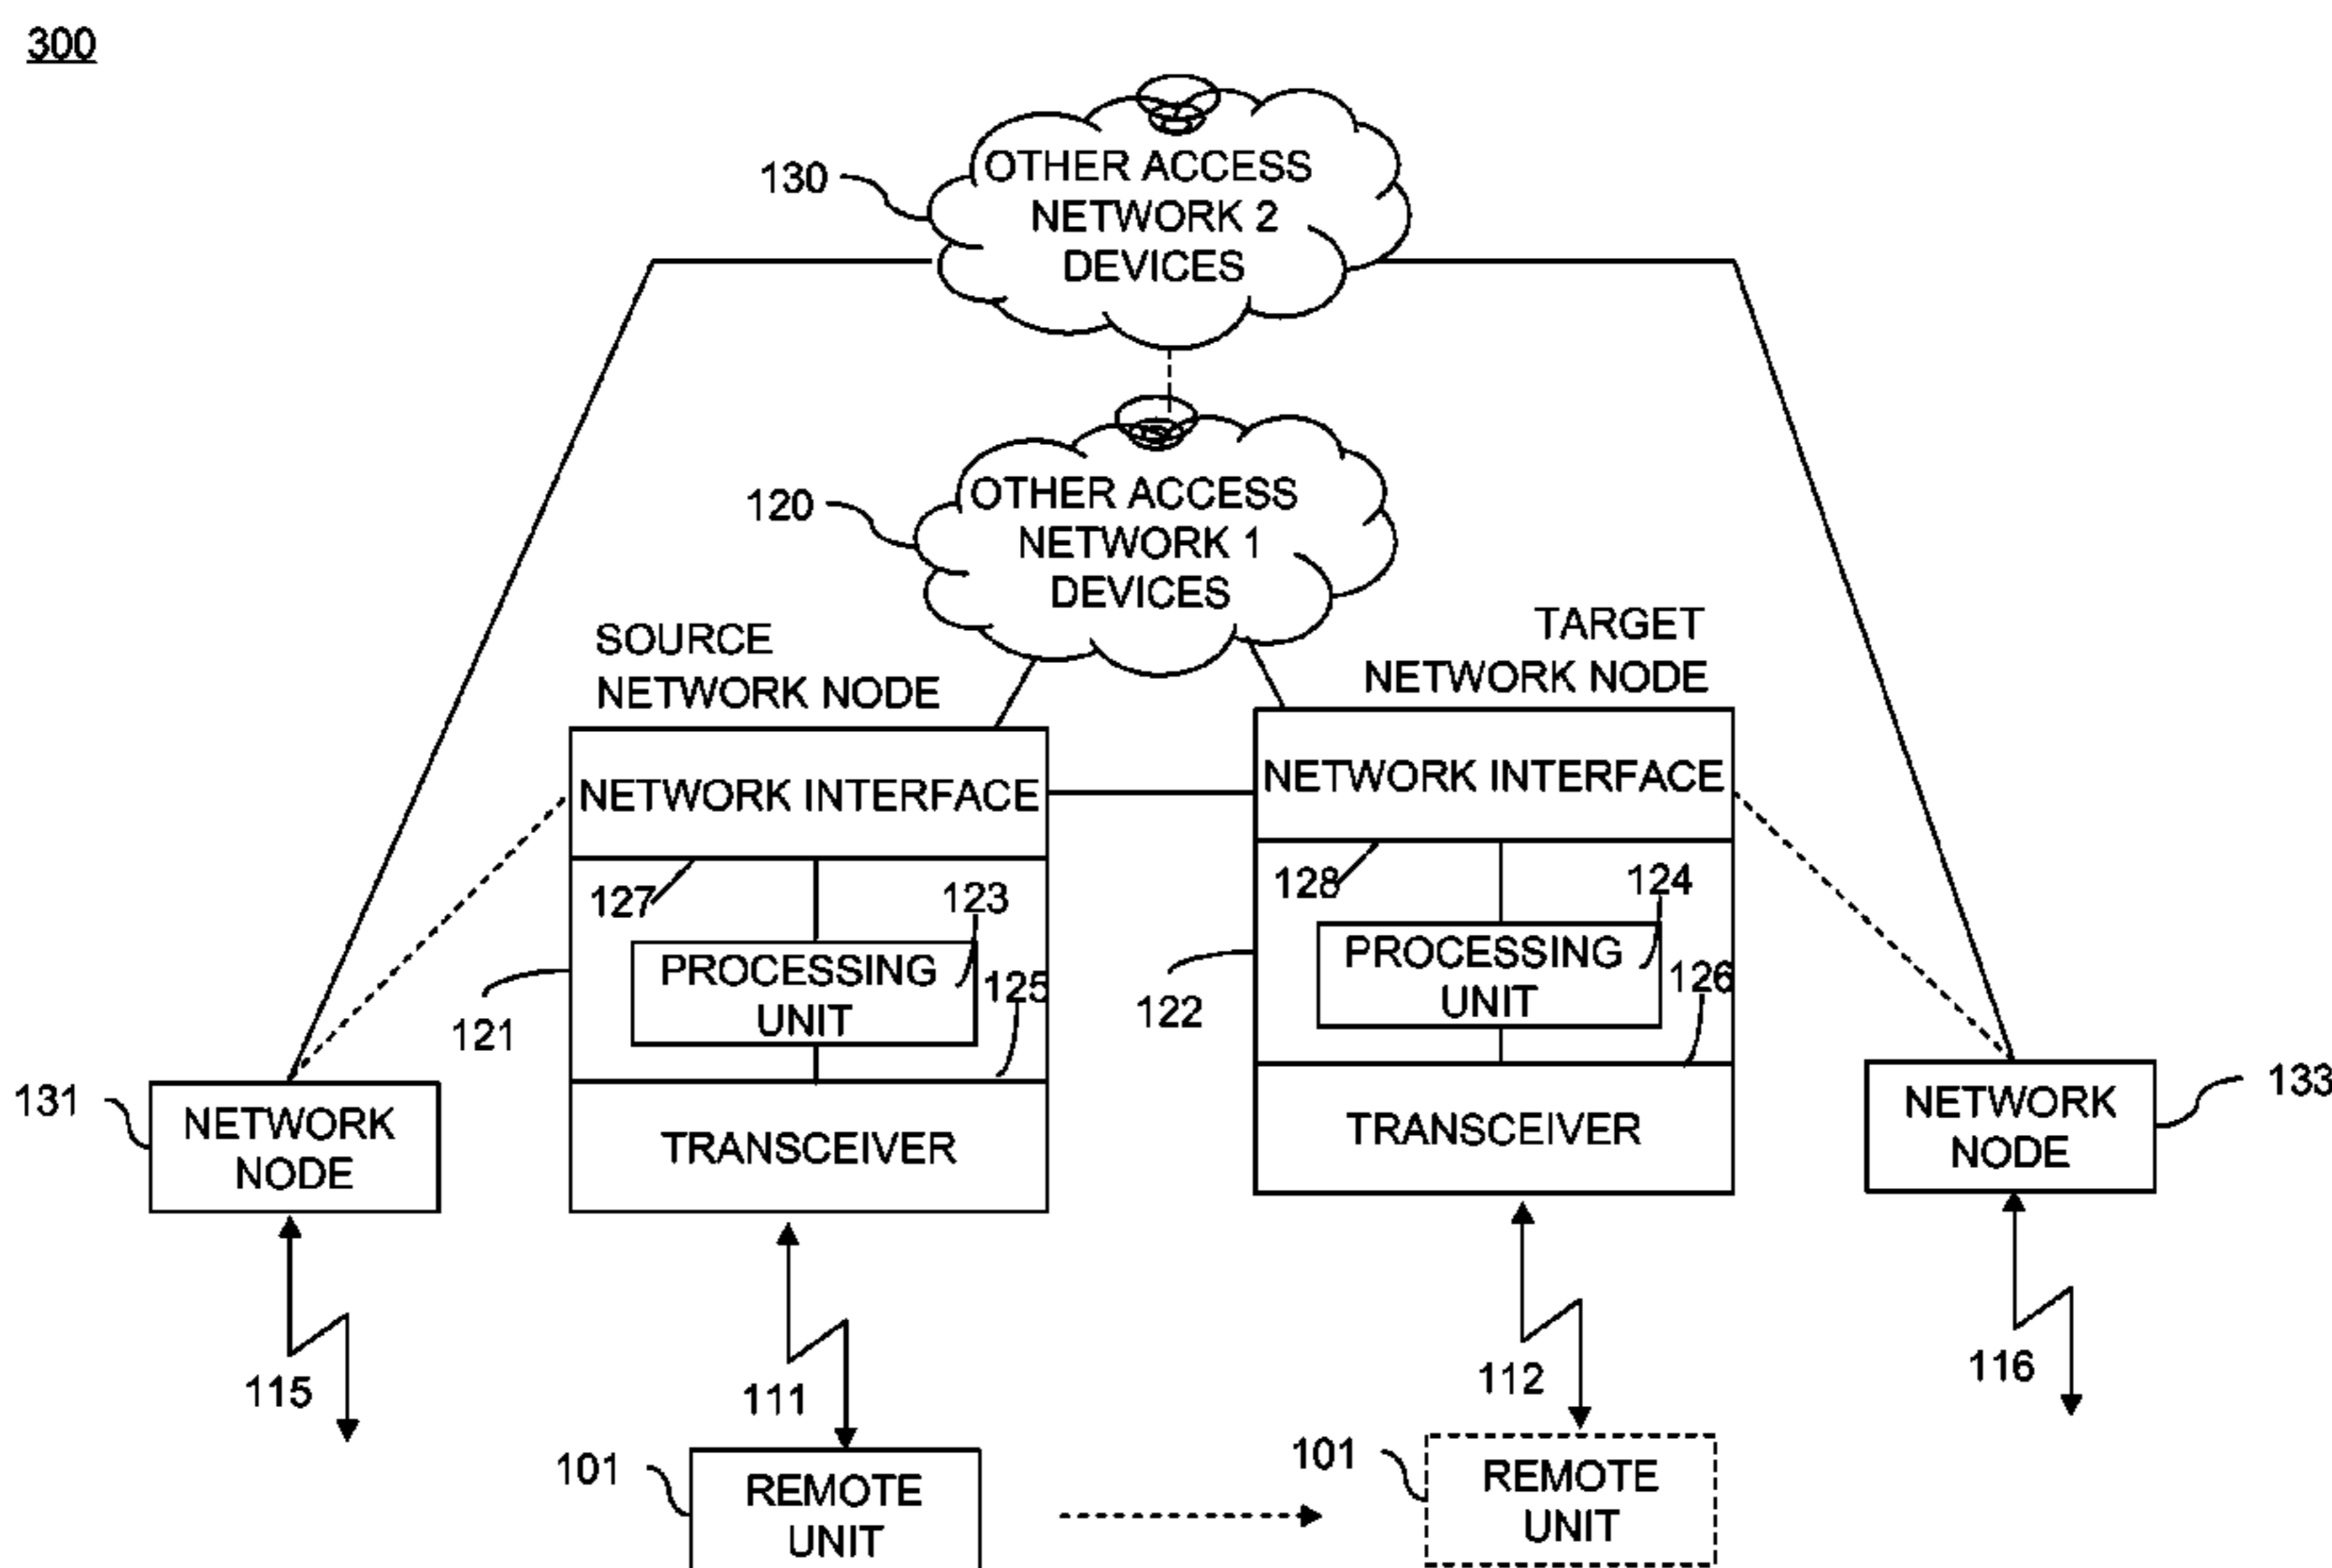 300
130
OTHER ACCESS
NETWORK 2
DEVICES
120
OTHER ACCESS
NETWORK 1
DEVICES
SOURCE
NETWORK NODE
TARGET
NETWORK NODE
NETWORK INTERFACE
NETWORK INTERFACE
127
123
128
124
PROCESSING
UNIT
125
PROCESSING
UNIT
126
121
122
131
NETWORK
NODE
TRANSCEIVER
TRANSCEIVER
NETWORK
NODE
133
115
111
112
116
101
REMOTE
UNIT
101
REMOTE
UNIT